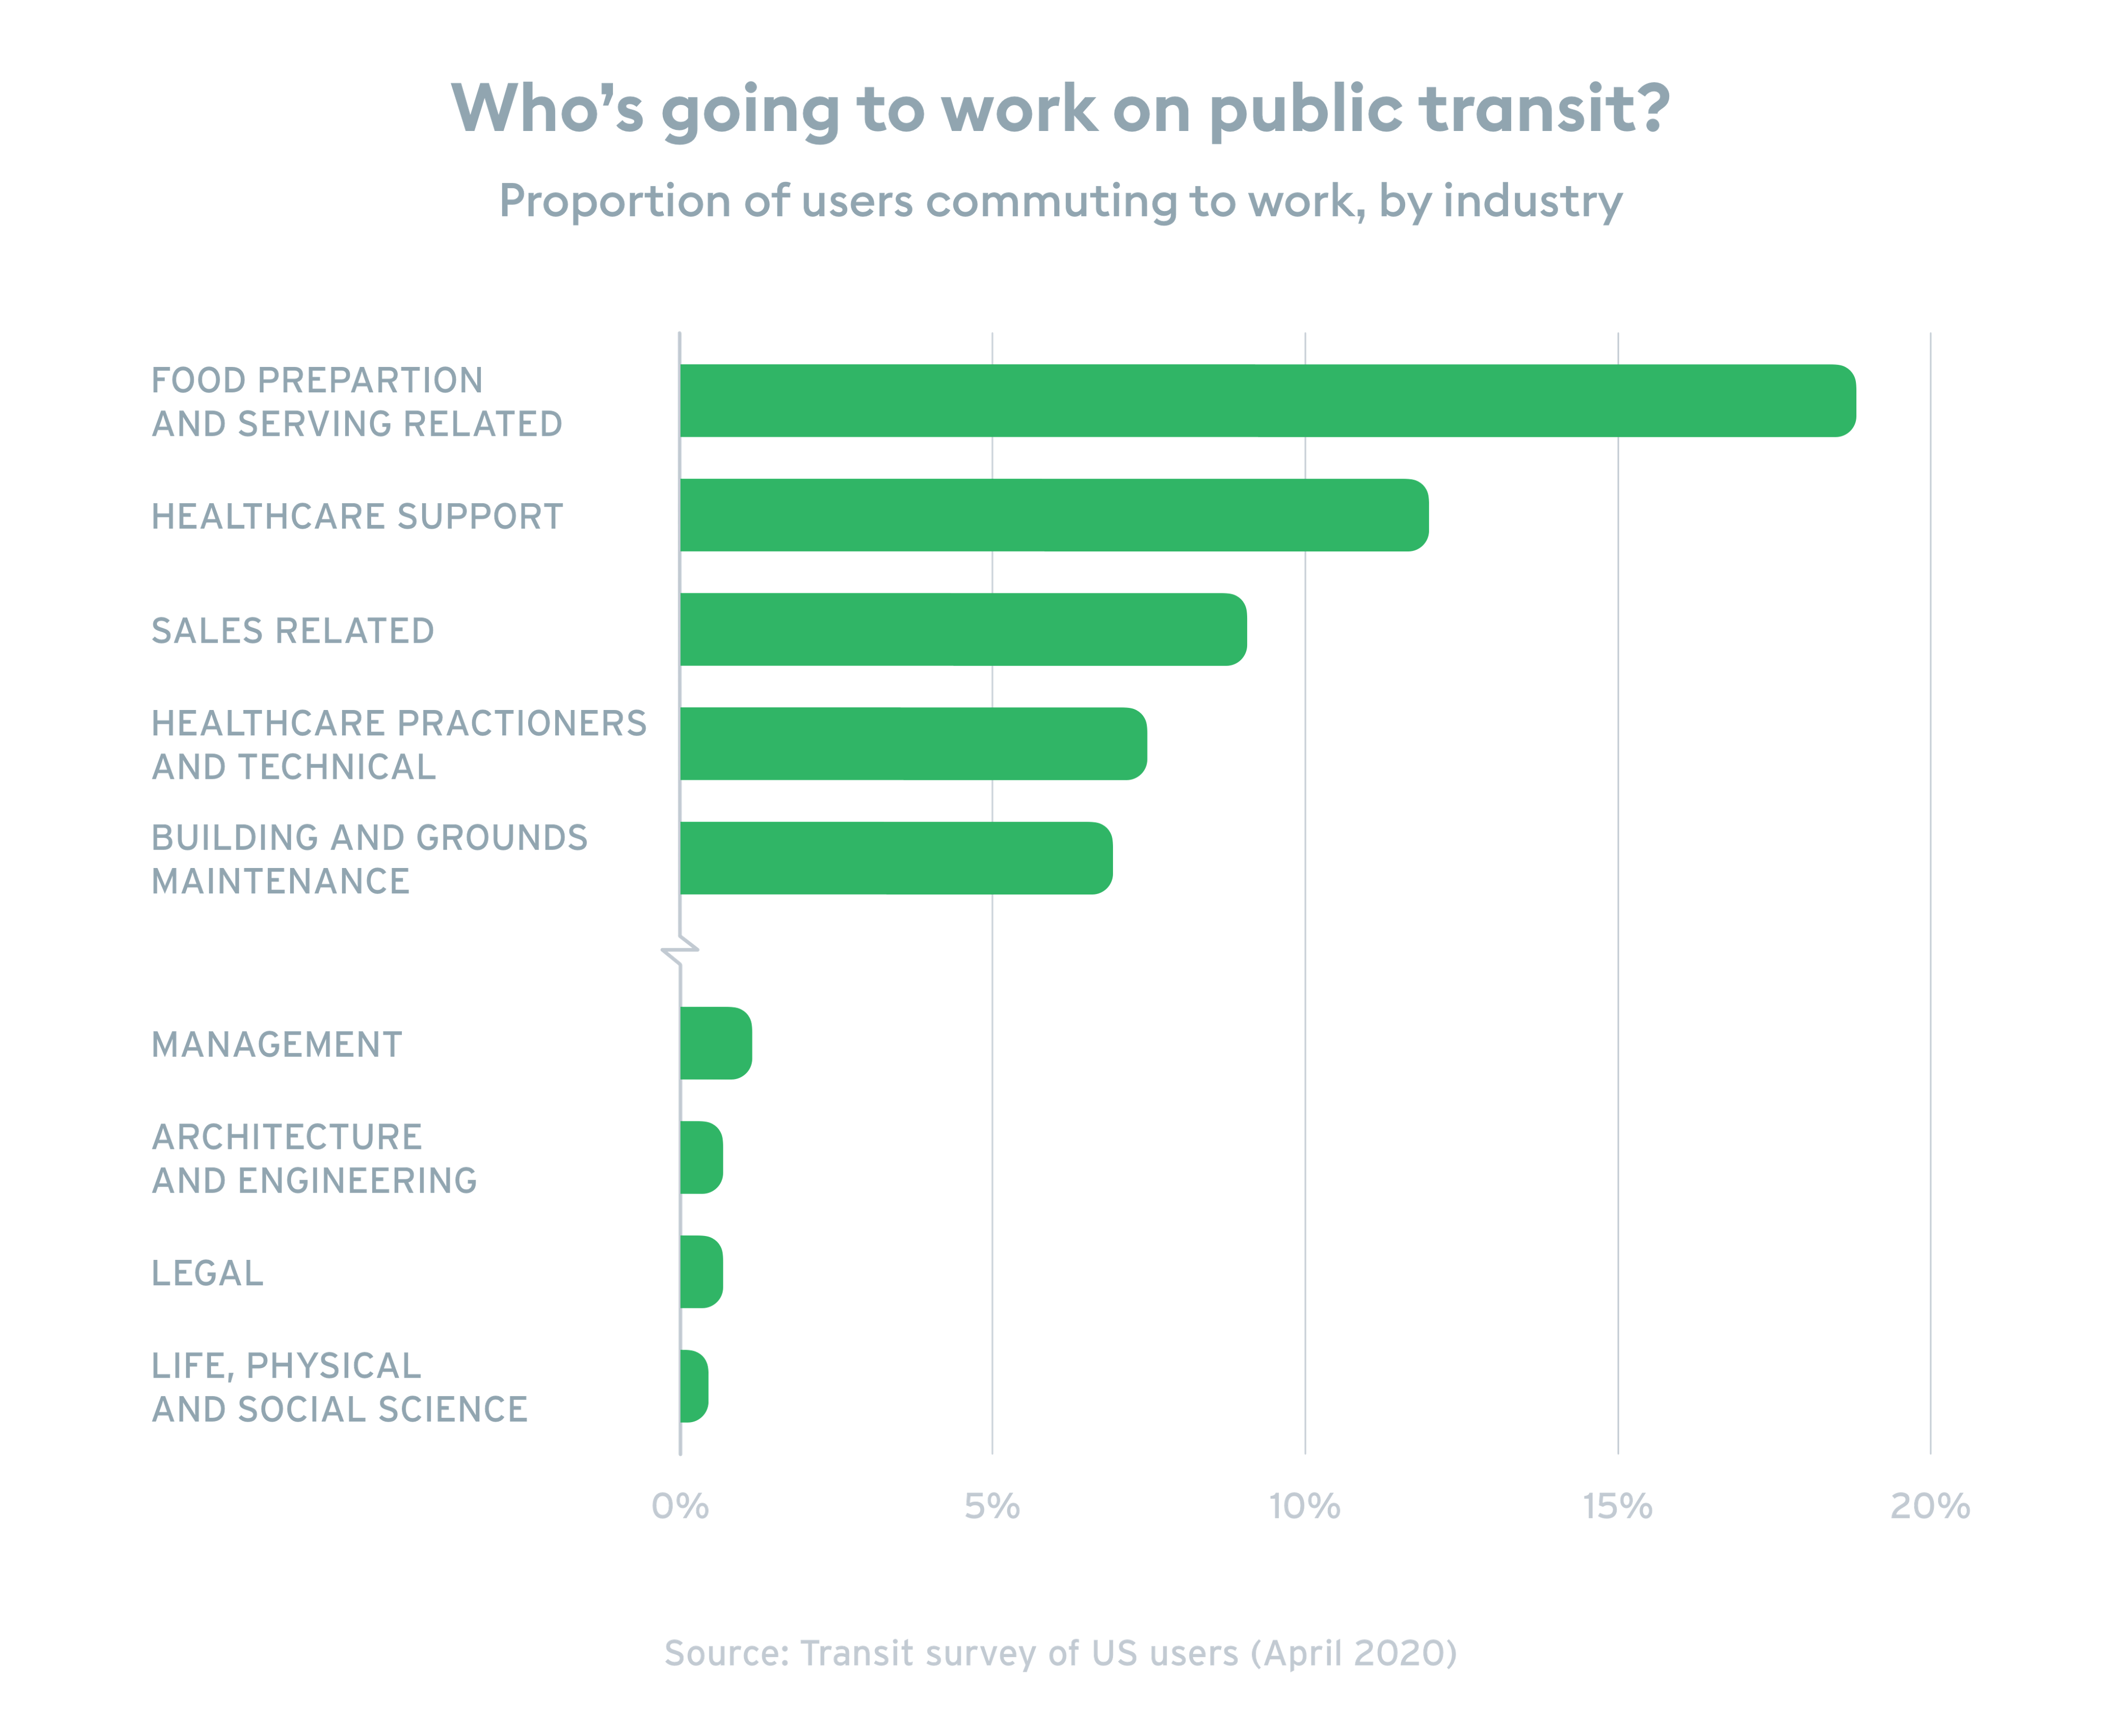 Who's going to work on public transit?
Proportion of users commuting to work, by industry
FOOD PREPARTION
AND SERVING RELATED
HEALTHCARE SUPPORT
SALES RELATED
HEALTHCARE PRACTIONERS
AND TECHNICAL
BUILDING AND GROUNDS
MAINTENANCE
MANAGEMENT
ARCHITECTURE
AND ENGINEERING
LEGAL
LIFE, PHYSICAL
AND SOCIAL SCIENCE
0% 5% 10% 15% 20%
Source: Transit survey of US users (April 2020)